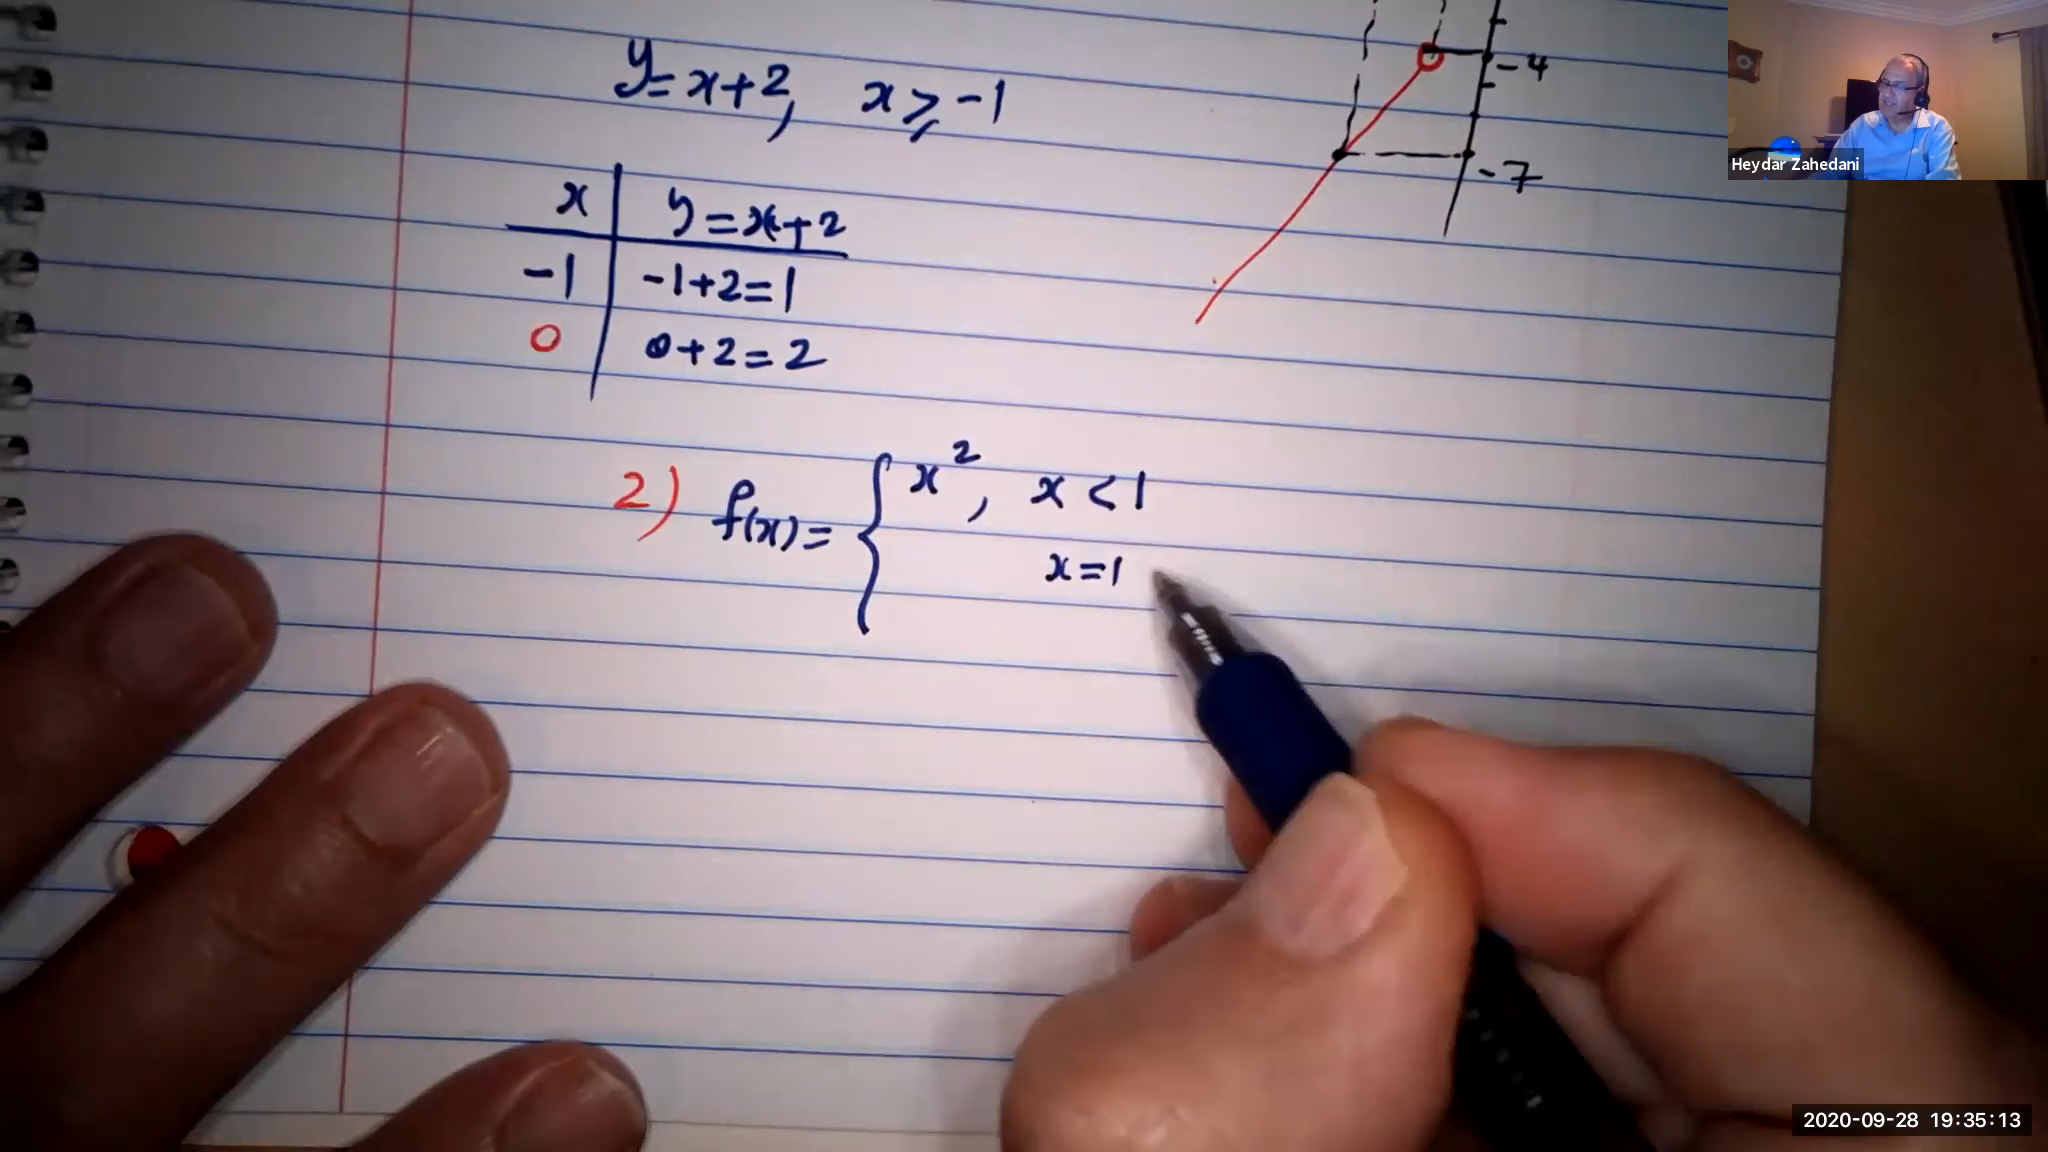 y=x+2, x≥-1
-4
-7
Heydar Zahedani
x | y=x+2
-1 | -1+2=1
0 | 0+2=2
2) f(x)={ x², x<1
x=1
2020-09-28 19:35:13